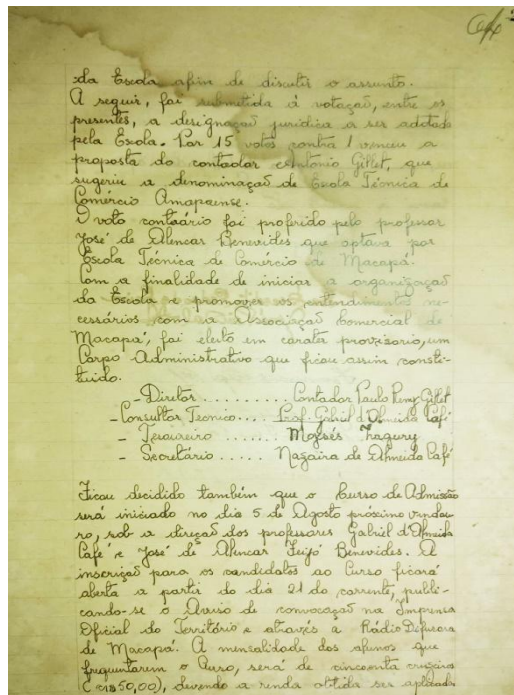 da Escola afim de discutir o assunto.
A seguir, foi submetida à votação, entre os
presentes, a designação jurídica a ser adotada
pela Escola. Por 15 votos contra 1 venceu a
proposta do contador Antonio Gillet, que
sugeriu a denominação de Escola Técnica de
Comércio Amapaense.
O voto contrário foi proferido pelo professor
José de Alencar Benevides que optava por
Escola Técnica de Comércio de Macapá.
Com a finalidade de iniciar a organização
da Escola e promover os entendimentos ne-
cessários com a Associação Comercial de
Macapá, foi eleito em caráter provisório, um
Corpo Administrativo que ficou assim consti-
tuido.
- Diretor ......... Contador Paulo Gillet
- Consultor Tecnico.... Prof. Gabriel d'Almeida Café
- Tesoureiro ....... Moysés Zagury
- Secretário ..... Nazaira de Almeida Café
Ficou decidido também que o Curso de Admissão
será iniciado no dia 5 de Agosto próximo vindou-
ro, sob a direção dos professores Gabriel d'Almeida
Café e José de Alencar Feijó Benevides. A
inscrição para os candidatos ao Curso ficará
aberta a partir do dia 21 do corrente, publi-
cando-se o Aviso de convocação na Imprensa
Oficial do Território e através a Rádio Difusora
de Macapá. A mensalidade dos alunos que
frequentarem o Curso, será de cincoenta cruzeiros
(Cr$ 50,00), devendo a renda obtida ser aplicada